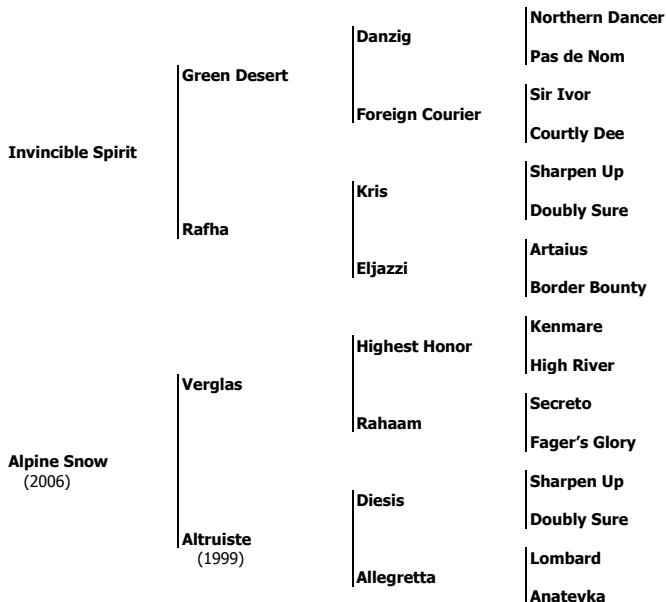 Northern Dancer
Danzig
Pas de Nom
Green Desert
Sir Ivor
Foreign Courier
Courtly Dee
Invincible Spirit
Sharpen Up
Kris
Doubly Sure
Rafha
Artaius
Eljazzi
Border Bounty
Kenmare
Highest Honor
High River
Verglas
Secreto
Rahaam
Fager's Glory
Alpine Snow
(2006)
Sharpen Up
Diesis
Doubly Sure
Altruiste
(1999)
Lombard
Allegretta
Anatevka